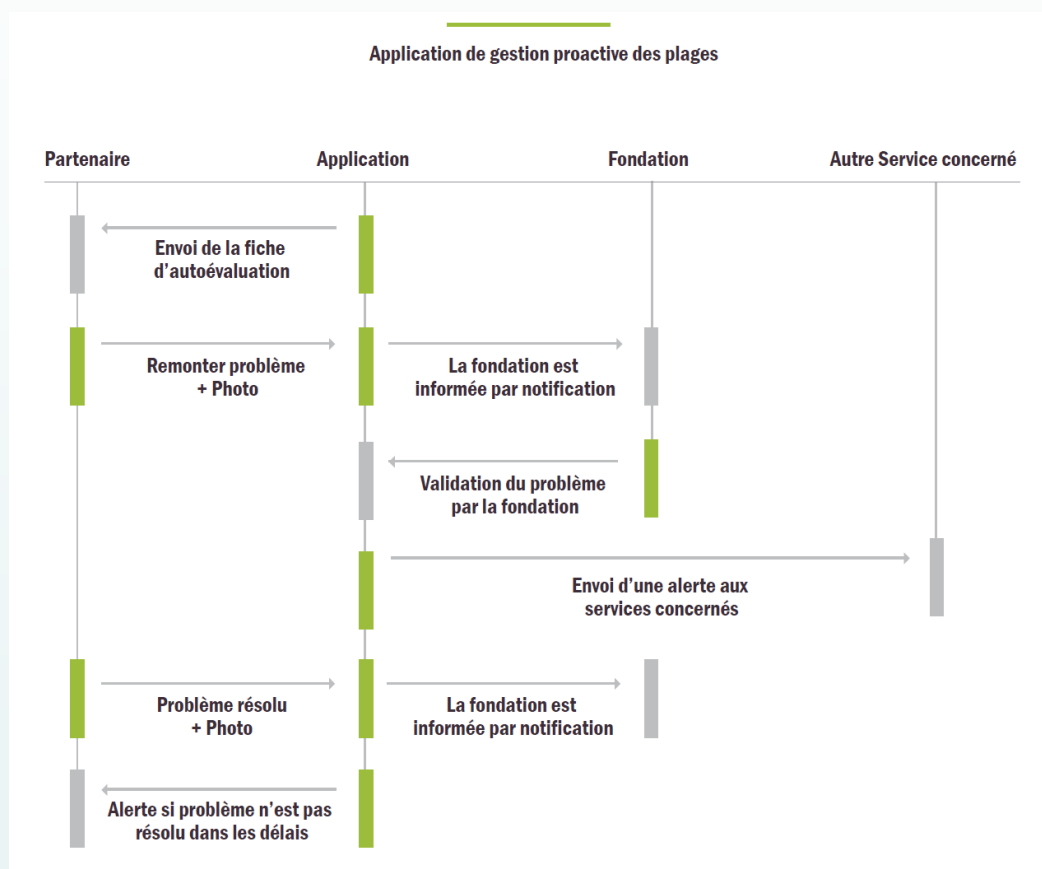 Application de gestion proactive des plages
Partenaire
Application
Fondation
Autre Service concerné
Envoi de la fiche
d’autoévaluation
Remonter problème
+ Photo
La fondation est
informée par notification
Validation du problème
par la fondation
Envoi d’une alerte aux
services concernés
Problème résolu
+ Photo
La fondation est
informée par notification
Alerte si problème n’est pas
résolu dans les délais